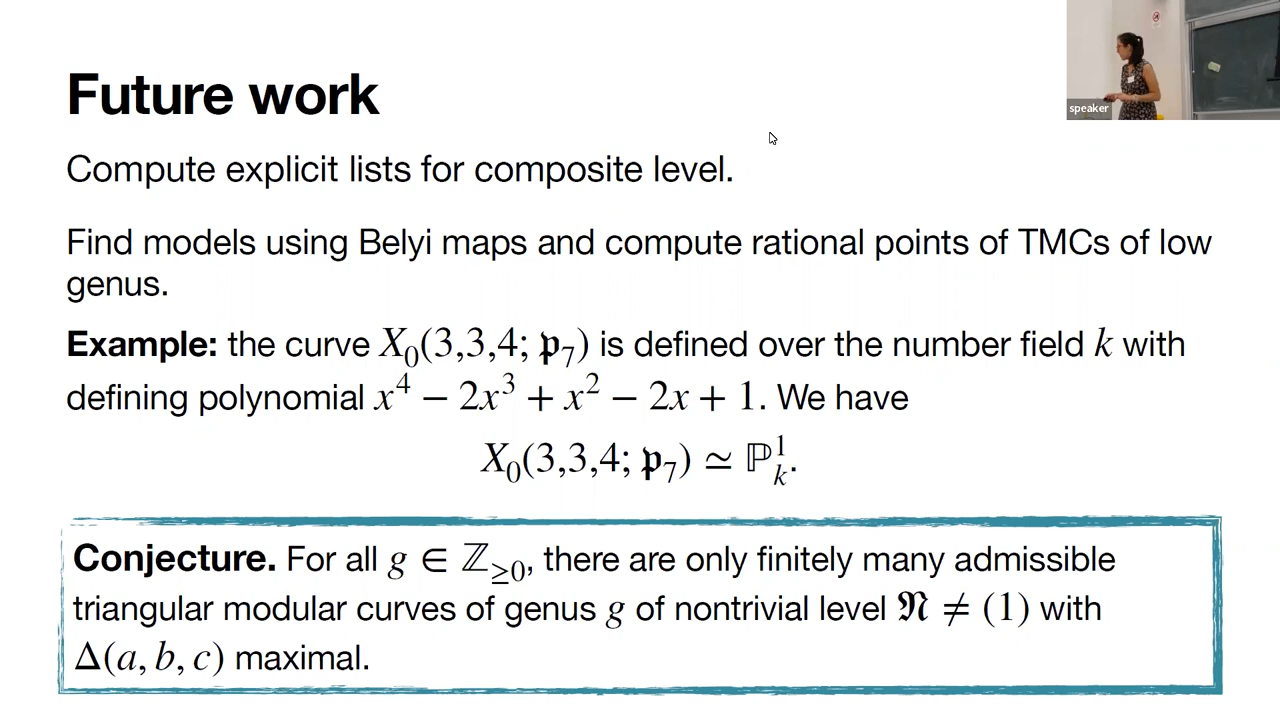 speaker
Future work
Compute explicit lists for composite level.
Find models using Belyi maps and compute rational points of TMCs of low
genus.
Example: the curve X₀(3,3,4; 𝔭₇) is defined over the number field k with
defining polynomial x⁴ − 2x³ + x² − 2x + 1. We have
X₀(3,3,4; 𝔭₇) ≃ ℙ¹ₖ.
Conjecture. For all g ∈ ℤ≥₀, there are only finitely many admissible
triangular modular curves of genus g of nontrivial level 𝔑 ≠ (1) with
Δ(a, b, c) maximal.